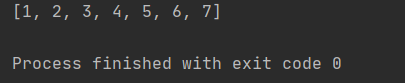 [1, 2, 3, 4, 5, 6, 7]
Process finished with exit code 0